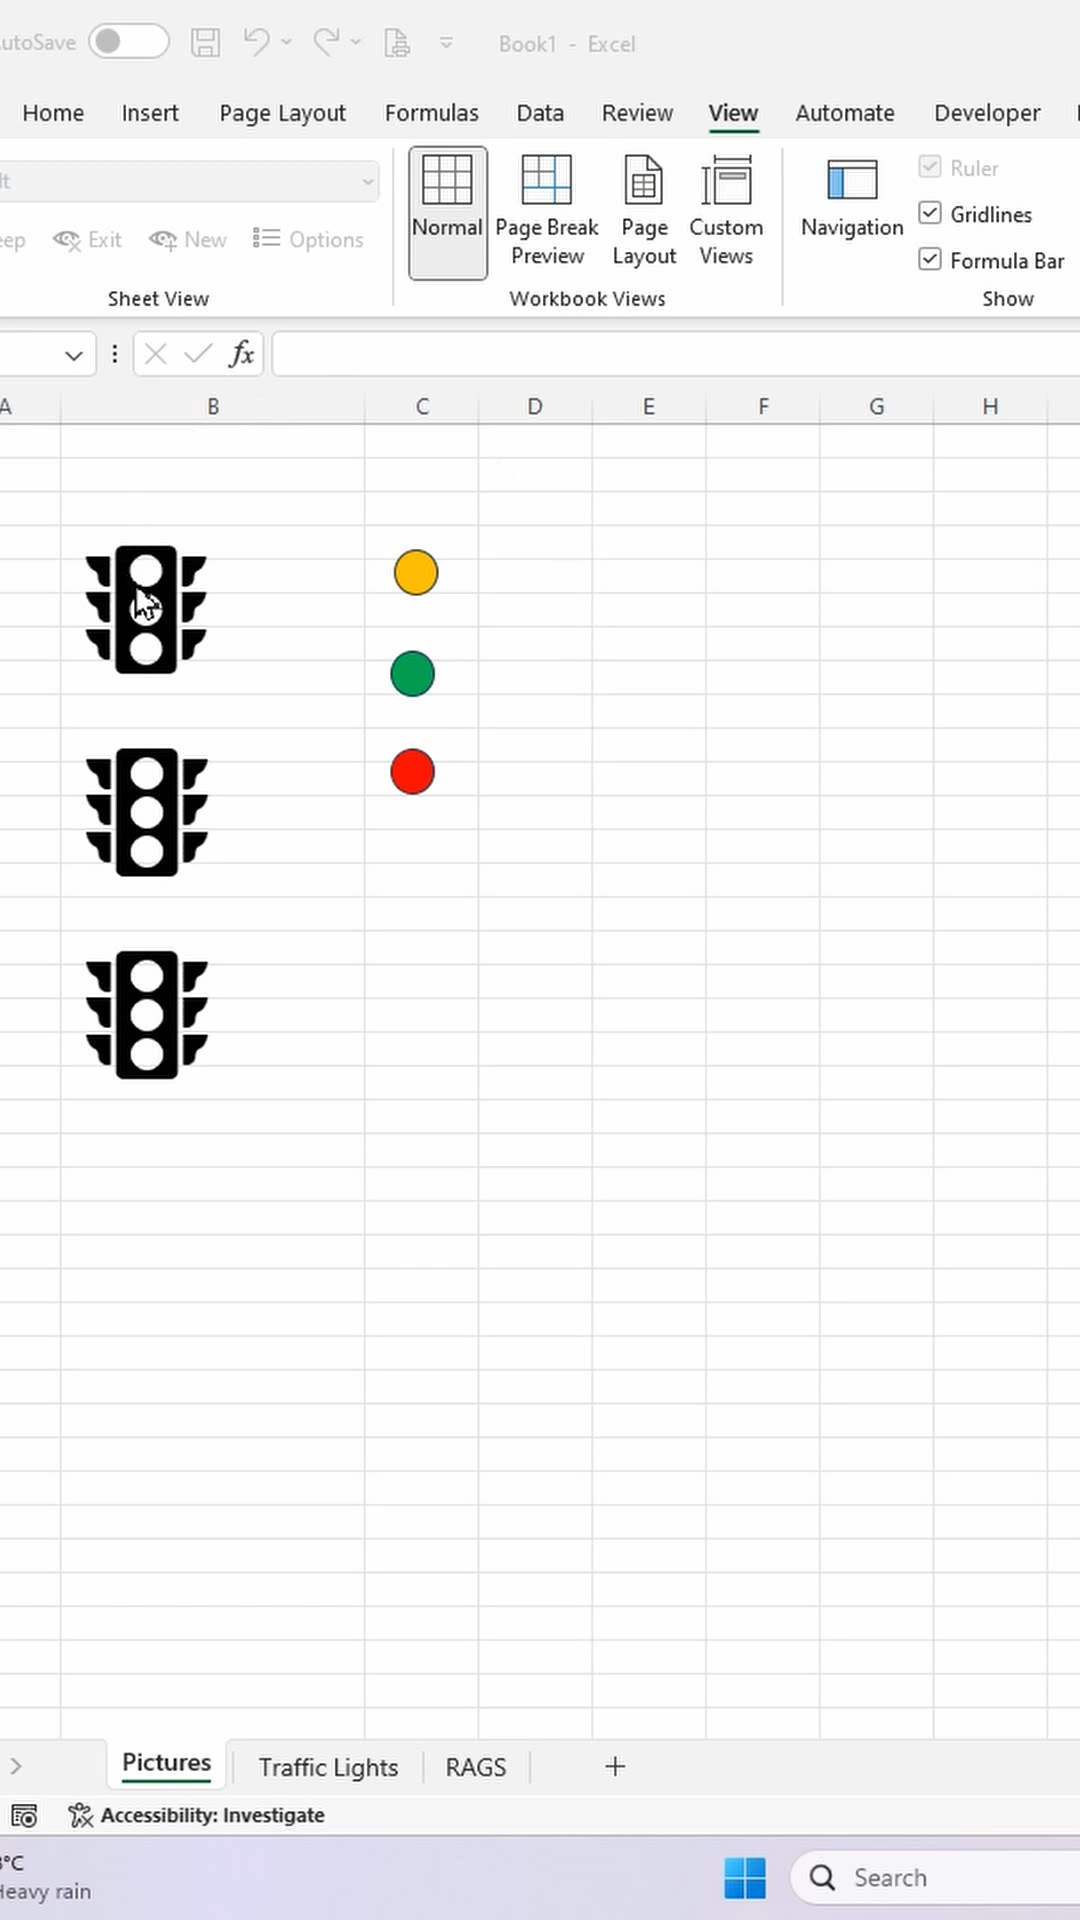 utoSave Book1 - Excel
Home Insert Page Layout Formulas Data Review View Automate Developer
lt
eep Exit New Options
Sheet View
Normal
Page Break Preview
Page Layout
Custom Views
Workbook Views
Navigation
Ruler
Gridlines
Formula Bar
Show
fx
A B C D E F G H
Pictures Traffic Lights RAGS
Accessibility: Investigate
°C
Heavy rain
Search